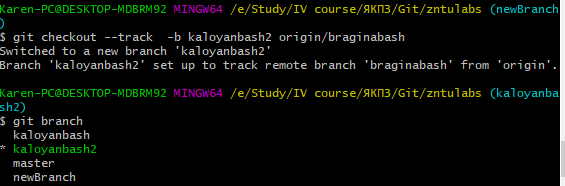 Karen-PC@DESKTOP-MDBRM92 MINGW64 /e/Study/IV course/ЯКПЗ/Git/zntulabs (newBranch
)
$ git checkout --track  -b kaloyanbash2 origin/braginabash
Switched to a new branch 'kaloyanbash2'
Branch 'kaloyanbash2' set up to track remote branch 'braginabash' from 'origin'.
Karen-PC@DESKTOP-MDBRM92 MINGW64 /e/Study/IV course/ЯКПЗ/Git/zntulabs (kaloyanba
sh2)
$ git branch
  kaloyanbash
* kaloyanbash2
  master
  newBranch